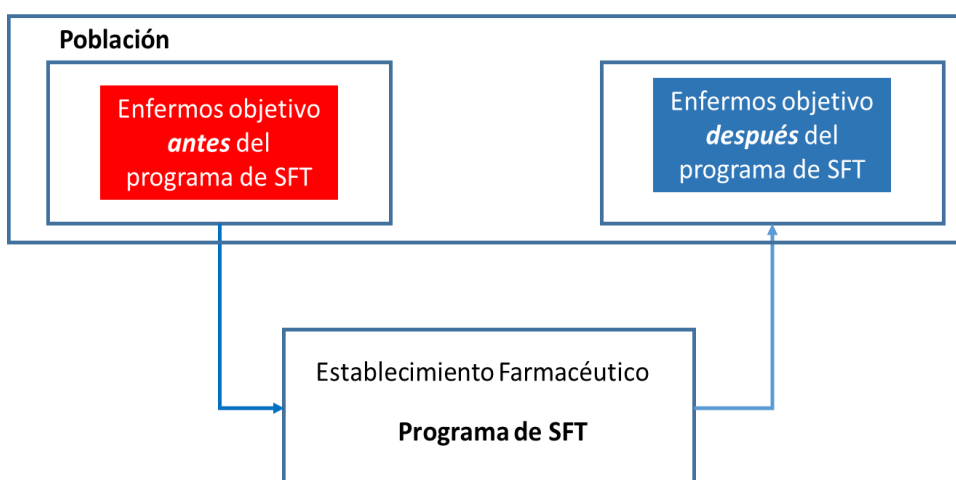 Población
Enfermos objetivo
antes del
programa de SFT
Enfermos objetivo
después del
programa de SFT
Establecimiento Farmacéutico
Programa de SFT